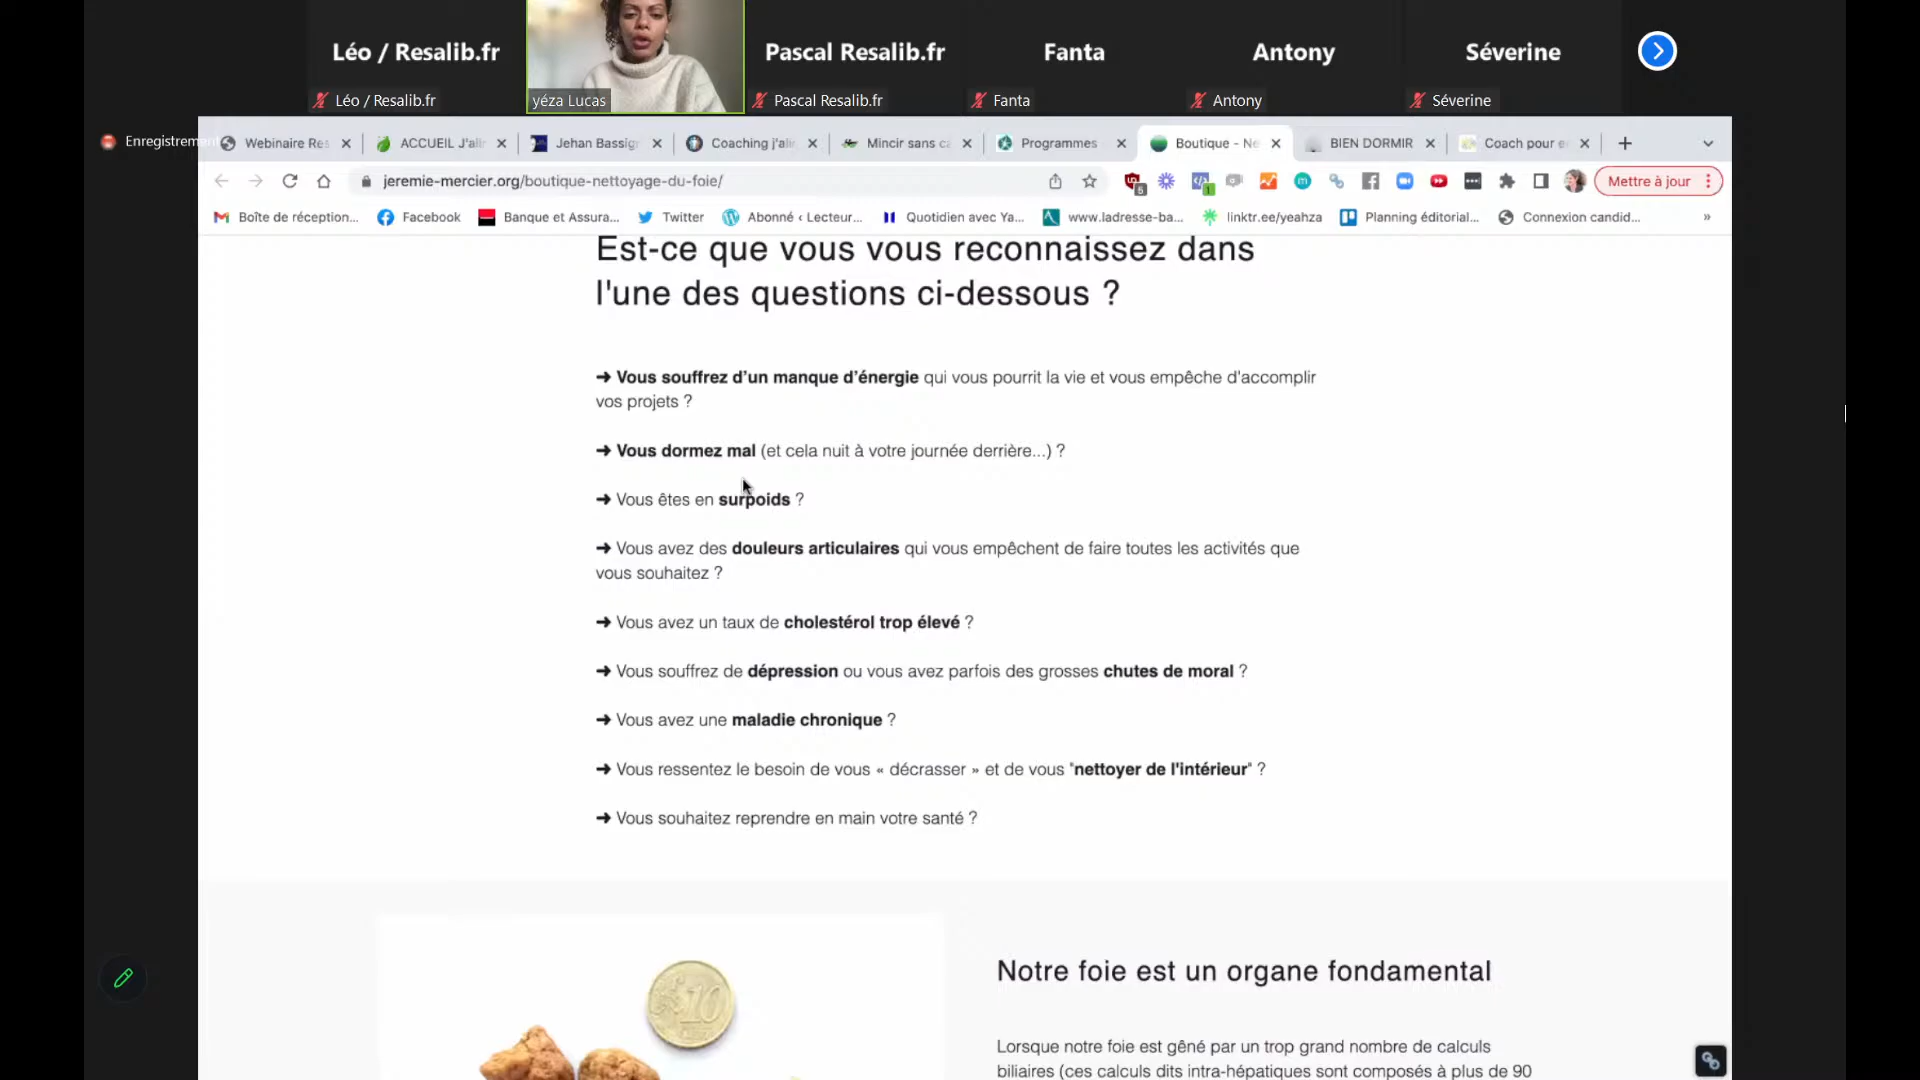 Léo / Resalib.fr
Pascal Resalib.fr
Fanta
Antony
Séverine
Léo / Resalib.fr
yéza Lucas
Pascal Resalib.fr
Fanta
Antony
Séverine
Enregistrement
Webinaire Res
ACCUEIL J'ali
Jehan Bassig
Coaching j'ali
Mincir sans c
Programmes
Boutique - Ne
BIEN DORMIR
Coach pour e
jeremie-mercier.org/boutique-nettoyage-du-foie/
5
1
Mettre à jour
Boîte de réception...
Facebook
Banque et Assura...
Twitter
Abonné ‹ Lecteur...
Quotidien avec Ya...
www.ladresse-ba...
linktr.ee/yeahza
Planning éditorial...
Connexion candid...
»
Est-ce que vous vous reconnaissez dans
l'une des questions ci-dessous ?
➜ Vous souffrez d’un manque d’énergie qui vous pourrit la vie et vous empêche d'accomplir
vos projets ?
➜ Vous dormez mal (et cela nuit à votre journée derrière...) ?
➜ Vous êtes en surpoids ?
➜ Vous avez des douleurs articulaires qui vous empêchent de faire toutes les activités que
vous souhaitez ?
➜ Vous avez un taux de cholestérol trop élevé ?
➜ Vous souffrez de dépression ou vous avez parfois des grosses chutes de moral ?
➜ Vous avez une maladie chronique ?
➜ Vous ressentez le besoin de vous « décrasser » et de vous "nettoyer de l'intérieur" ?
➜ Vous souhaitez reprendre en main votre santé ?
10
Notre foie est un organe fondamental
Lorsque notre foie est gêné par un trop grand nombre de calculs
biliaires (ces calculs dits intra-hépatiques sont composés à plus de 90